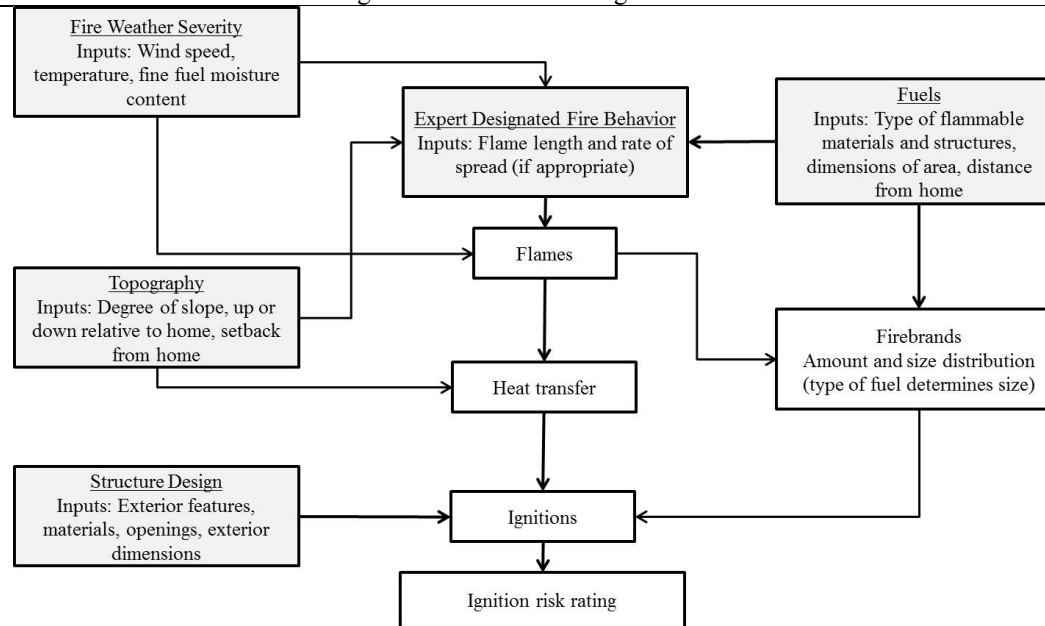 Fire Weather Severity
Inputs: Wind speed,
temperature, fine fuel moisture
content
Expert Designated Fire Behavior
Inputs: Flame length and rate of
spread (if appropriate)
Fuels
Inputs: Type of flammable
materials and structures,
dimensions of area, distance
from home
Flames
Topography
Inputs: Degree of slope, up or
down relative to home, setback
from home
Firebrands
Amount and size distribution
(type of fuel determines size)
Heat transfer
Structure Design
Inputs: Exterior features,
materials, openings, exterior
dimensions
Ignitions
Ignition risk rating